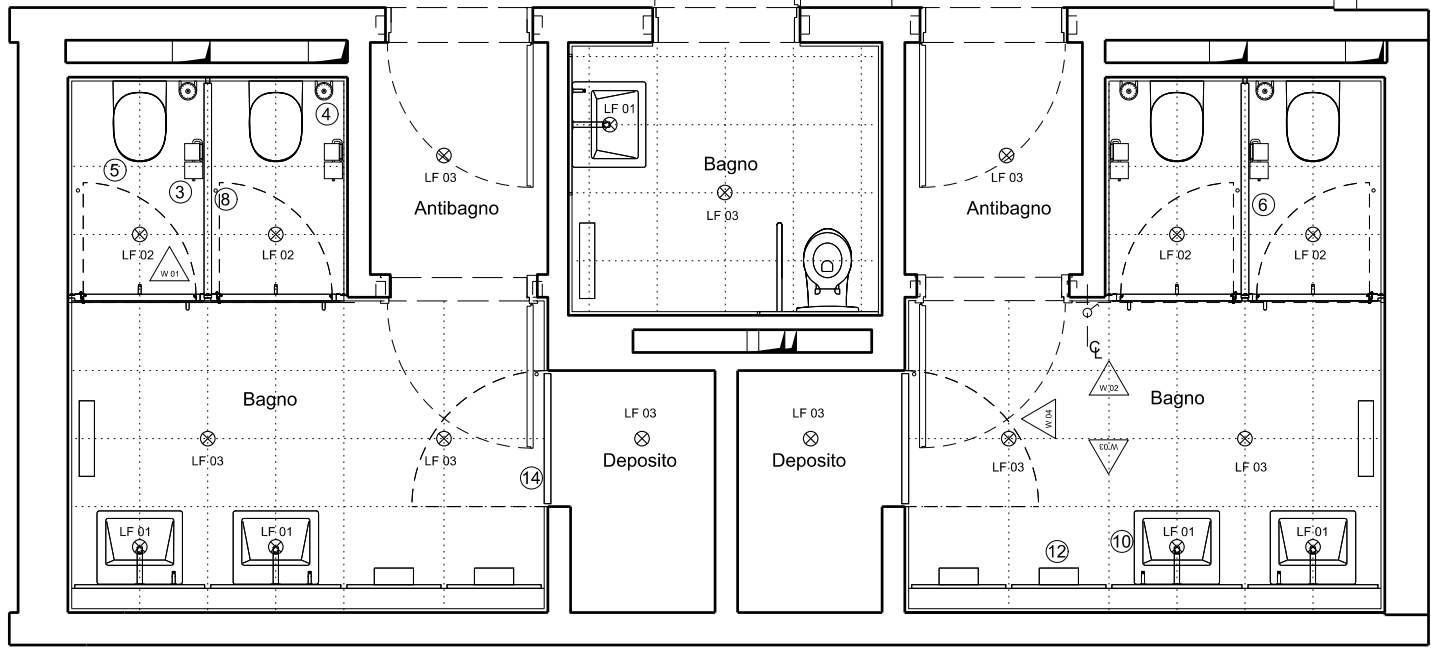 4
5
3
8
6
LF 01
LF 03
LF 03
Bagno
LF 03
Antibagno
Antibagno
LF 02
W 01
LF 02
LF 02
LF 02
℄
W 02
W 04
W 03
Bagno
Bagno
LF 03
LF 03
LF 03
LF 03
LF 03
LF 03
Deposito
Deposito
14
LF 01
LF 01
12
10
LF 01
LF 01